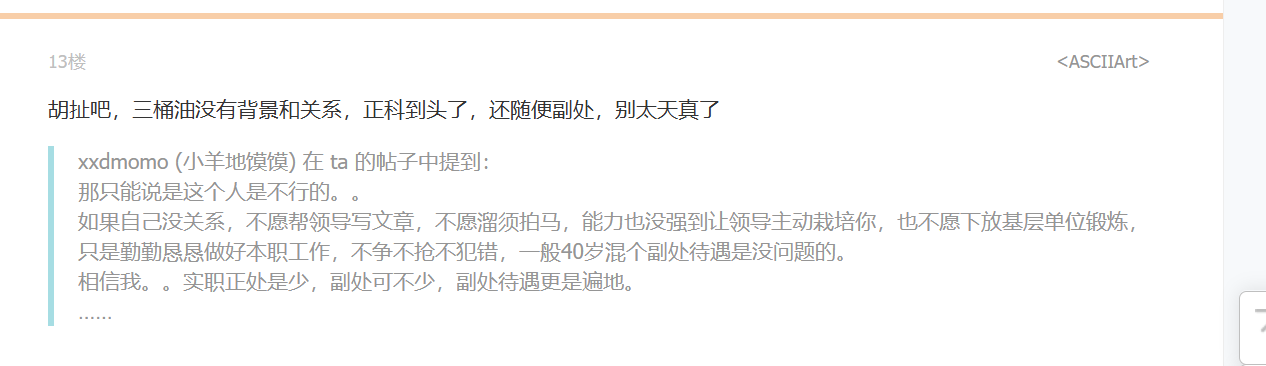 13楼 <ASCIIArt>
胡扯吧，三桶油没有背景和关系，正科到头了，还随便副处，别太天真了
xxdmomo (小羊地馍馍) 在 ta 的帖子中提到：
那只能说是这个人是不行的。。
如果自己没关系，不愿帮领导写文章，不愿溜须拍马，能力也没强到让领导主动栽培你，也不愿下放基层单位锻炼，
只是勤勤恳恳做好本职工作，不争不抢不犯错，一般40岁混个副处待遇是没问题的。
相信我。。实职正处是少，副处可不少，副处待遇更是遍地。
……